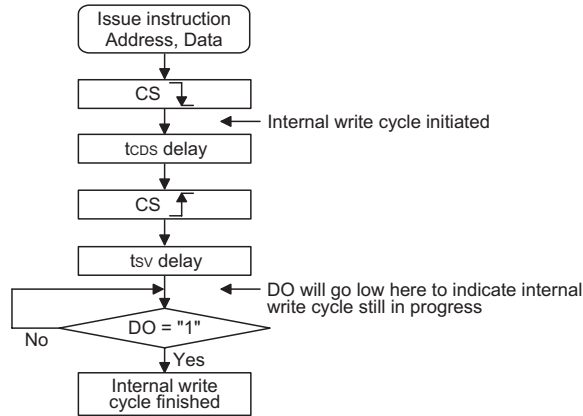 Issue instruction
Address, Data
CS
Internal write cycle initiated
tCDS delay
CS
tSV delay
DO will go low here to indicate internal
write cycle still in progress
DO = "1"
No
Yes
Internal write
cycle finished